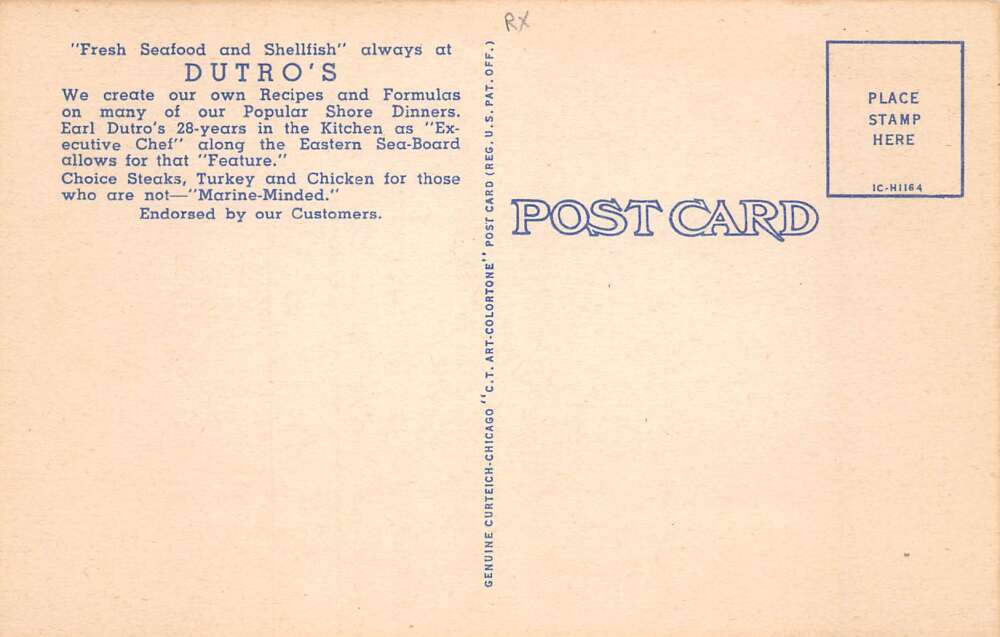 RX
"Fresh Seafood and Shellfish" always at
DUTRO'S
We create our own Recipes and Formulas
on many of our Popular Shore Dinners.
Earl Dutro's 28-years in the Kitchen as "Ex-
ecutive Chef" along the Eastern Sea-Board
allows for that "Feature."
Choice Steaks, Turkey and Chicken for those
who are not—"Marine-Minded."
Endorsed by our Customers.
GENUINE CURTEICH-CHICAGO "C.T. ART-COLORTONE" POST CARD (REG. U.S. PAT. OFF.)
POST CARD
PLACE
STAMP
HERE
1C-H1164